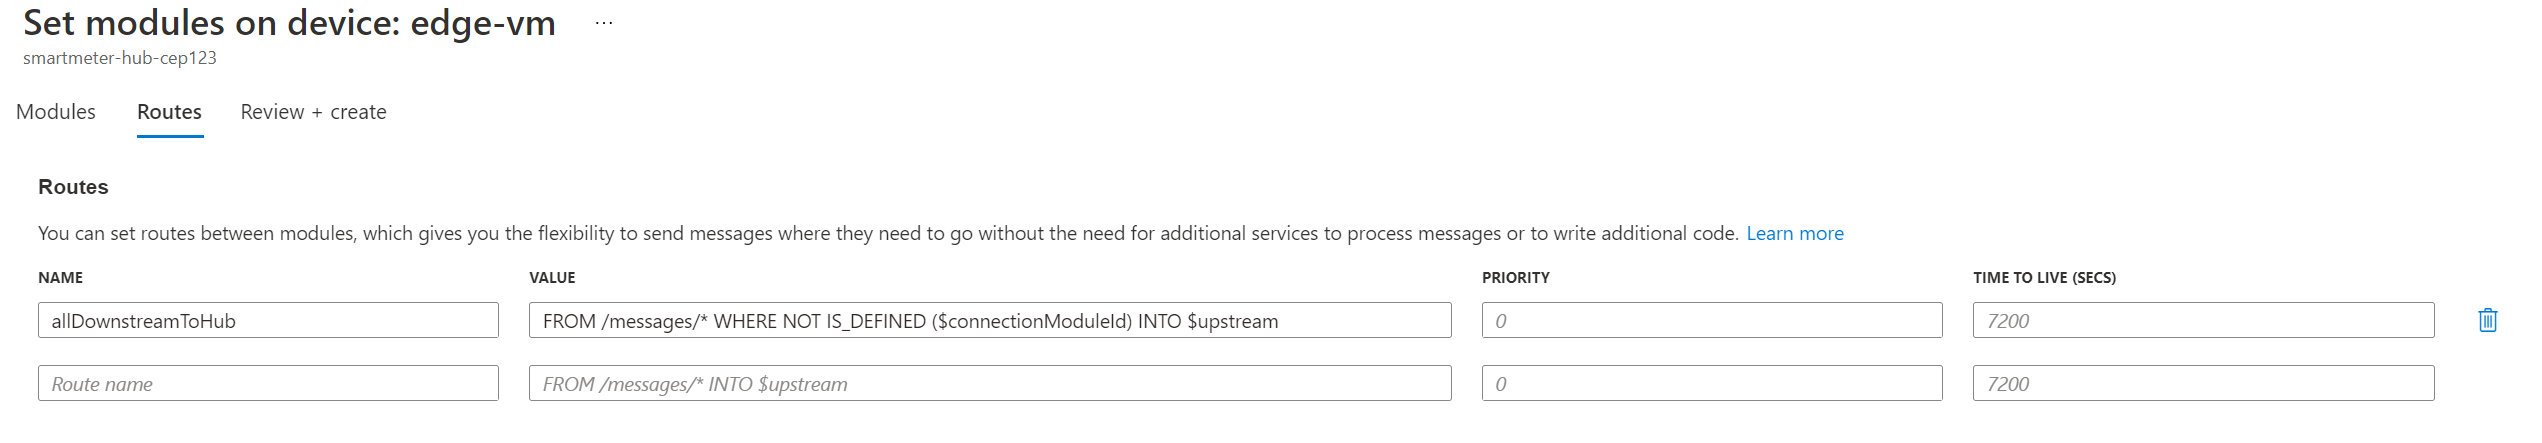 Set modules on device: edge-vm ...
smartmeter-hub-cep123
Modules Routes Review + create
Routes
You can set routes between modules, which gives you the flexibility to send messages where they need to go without the need for additional services to process messages or to write additional code. Learn more
NAME VALUE PRIORITY TIME TO LIVE (SECS)
allDownstreamToHub FROM /messages/* WHERE NOT IS_DEFINED ($connectionModuleId) INTO $upstream 0 7200
Route name FROM /messages/* INTO $upstream 0 7200